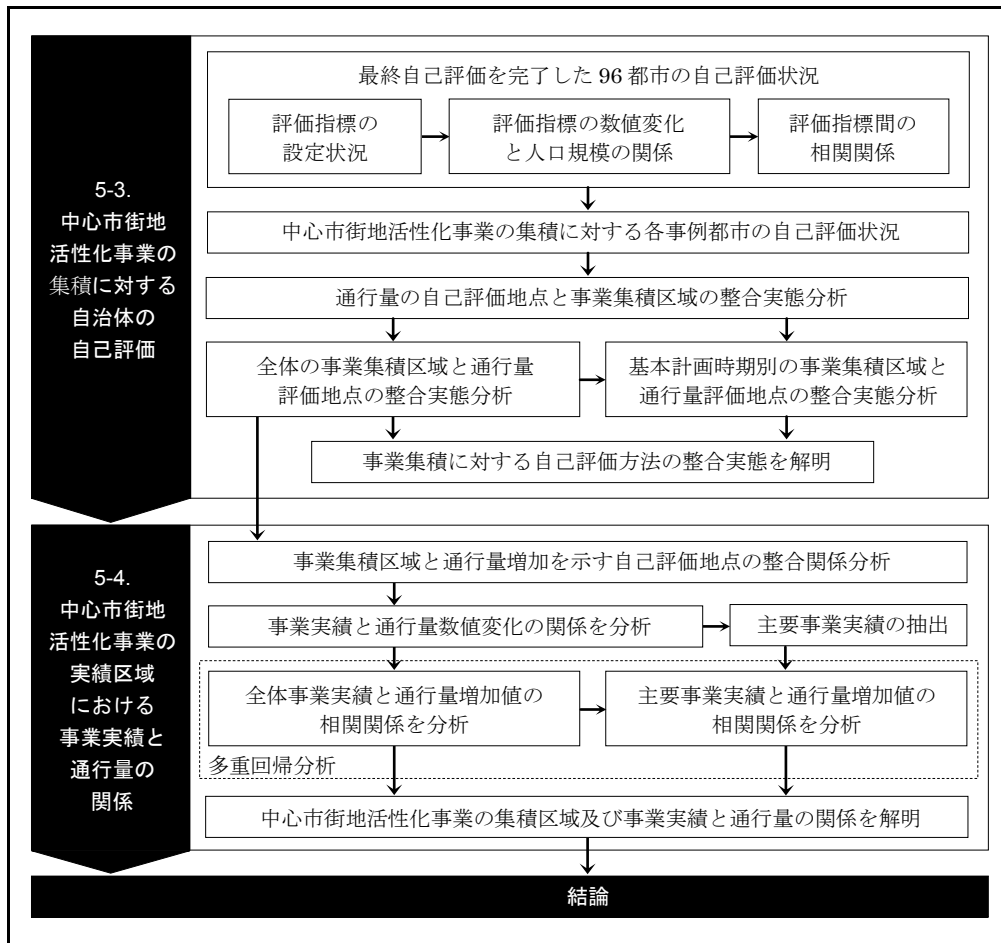 5-3.
中心市街地
活性化事業の
集積に対する
自治体の
自己評価
最終自己評価を完了した 96 都市の自己評価状況
評価指標の
設定状況
評価指標の数値変化
と人口規模の関係
評価指標間の
相関関係
中心市街地活性化事業の集積に対する各事例都市の自己評価状況
通行量の自己評価地点と事業集積区域の整合実態分析
全体の事業集積区域と通行量
評価地点の整合実態分析
基本計画時期別の事業集積区域と
通行量評価地点の整合実態分析
事業集積に対する自己評価方法の整合実態を解明
5-4.
中心市街地
活性化事業の
実績区域
における
事業実績と
通行量の
関係
事業集積区域と通行量増加を示す自己評価地点の整合関係分析
事業実績と通行量数値変化の関係を分析
主要事業実績の抽出
全体事業実績と通行量増加値の
相関関係を分析
主要事業実績と通行量増加値の
相関関係を分析
多重回帰分析
中心市街地活性化事業の集積区域及び事業実績と通行量の関係を解明
結論